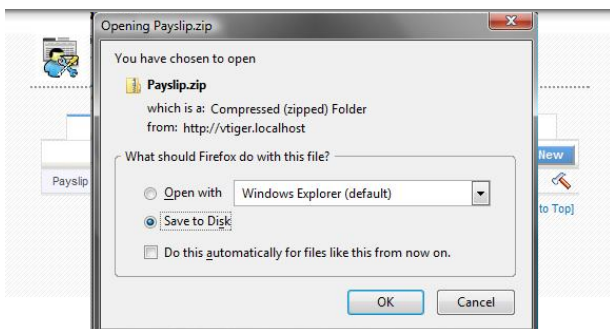 Opening Payslip.zip
You have chosen to open
Payslip.zip
which is a: Compressed (zipped) Folder
from: http://vtiger.localhost
What should Firefox do with this file?
Open with
Windows Explorer (default)
Save to Disk
Do this automatically for files like this from now on.
OK
Cancel
New
Payslip
to Top]